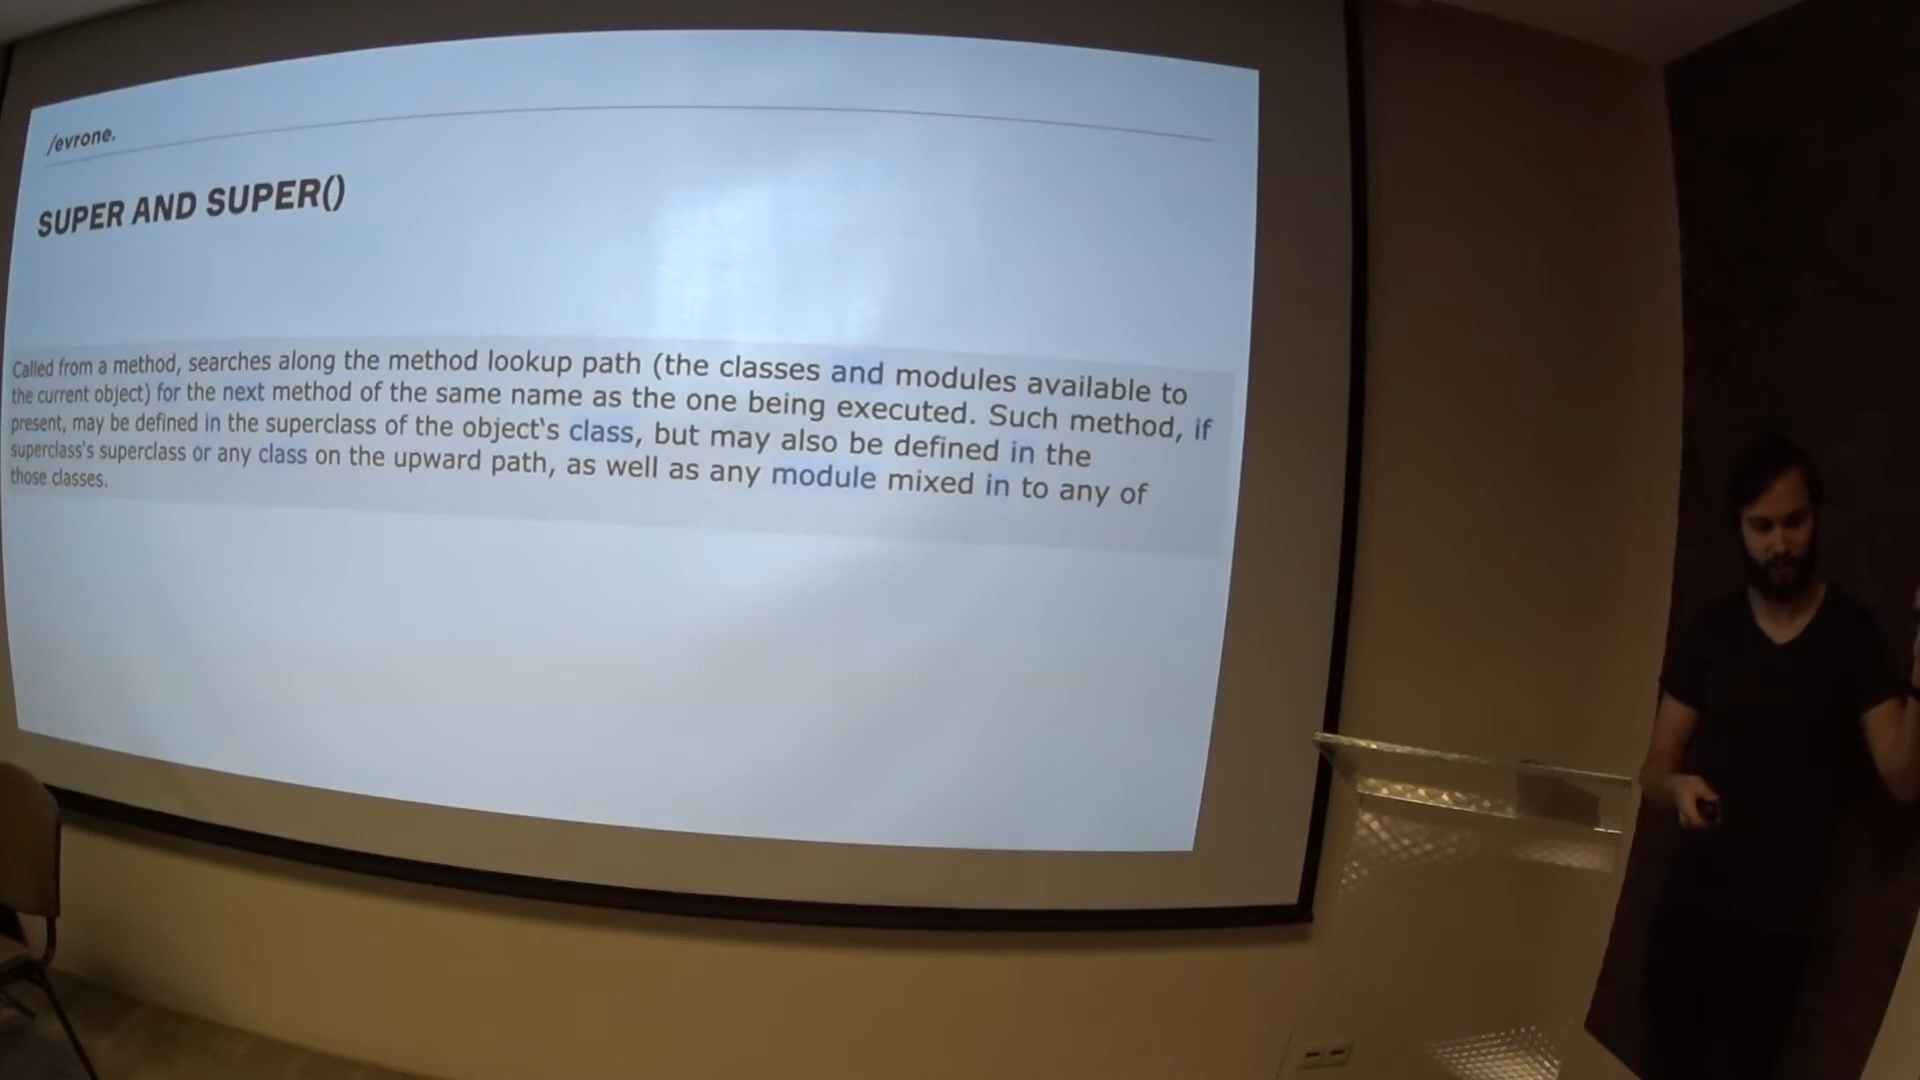 /evrone.
SUPER AND SUPER()
Called from a method, searches along the method lookup path (the classes and modules available to
the current object) for the next method of the same name as the one being executed. Such method, if
present, may be defined in the superclass of the object's class, but may also be defined in the
superclass's superclass or any class on the upward path, as well as any module mixed in to any of
those classes.